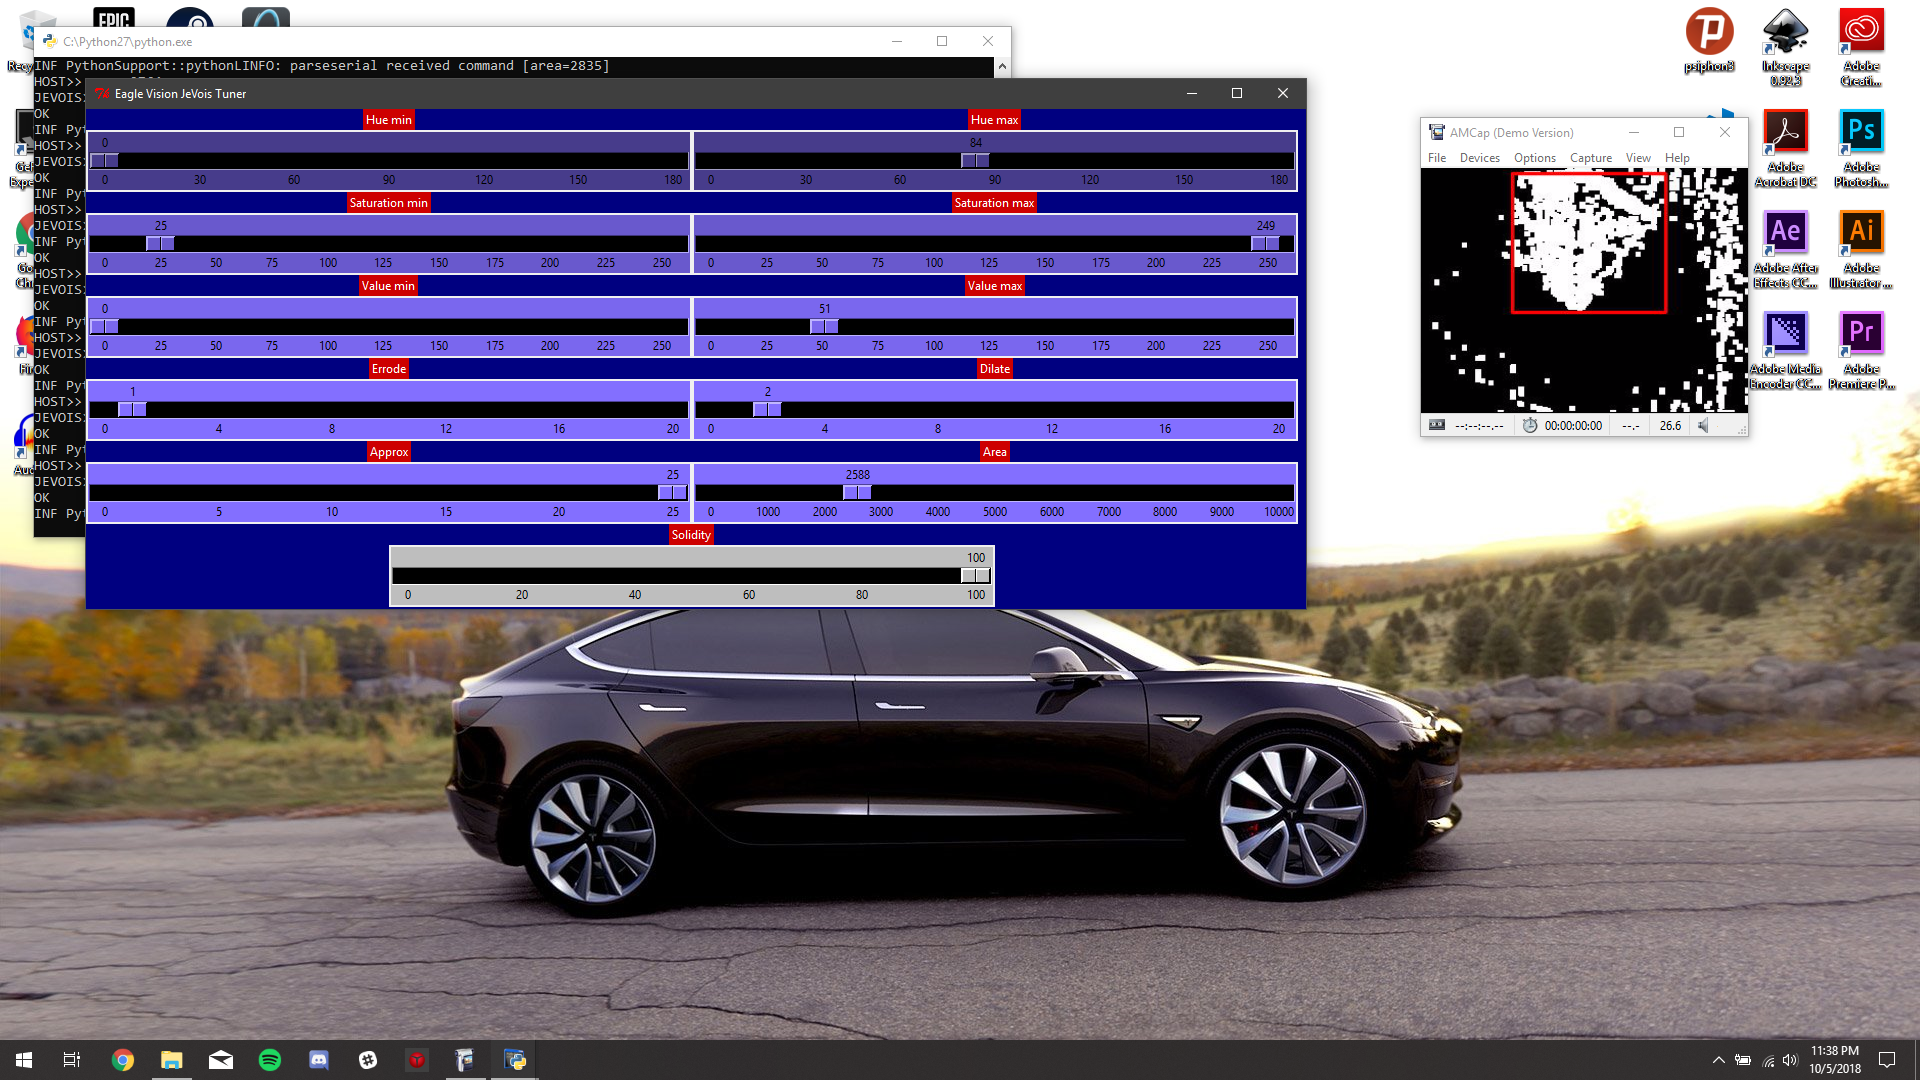 EPIC
C:\Python27\python.exe
INF PythonSupport::pythonLINFO: parseserial received command [area=2835]
HOST>>
JEVOIS:
OK
INF Pyt
HOST>>
JEVOIS:
OK
INF Pyt
HOST>>
JEVOIS:
INF Pyt
OK
HOST>>
JEVOIS:
OK
INF Pyt
HOST>>
JEVOIS:
OK
INF Pyt
HOST>>
JEVOIS:
OK
INF Pyt
HOST>>
JEVOIS:
OK
INF Pyt
Eagle Vision JeVois Tuner
Hue min
Hue max
0
84
0 30 60 90 120 150 180
0 30 60 90 120 150 180
Saturation min
Saturation max
25
249
0 25 50 75 100 125 150 175 200 225 250
0 25 50 75 100 125 150 175 200 225 250
Value min
Value max
0
51
0 25 50 75 100 125 150 175 200 225 250
0 25 50 75 100 125 150 175 200 225 250
Errode
Dilate
1
2
0 4 8 12 16 20
0 4 8 12 16 20
Approx
Area
25
2588
0 5 10 15 20 25
0 1000 2000 3000 4000 5000 6000 7000 8000 9000 10000
Solidity
100
0 20 40 60 80 100
AMCap (Demo Version)
File Devices Options Capture View Help
--:--:--.-- 00:00:00:00 --.- 26.6
psiphon3
Inkscape
0.92.3
Adobe
Creati...
Adobe
Acrobat DC
Ps
Adobe
Photosh...
Ae
Adobe After
Effects CC...
Ai
Adobe
Illustrator ...
Adobe Media
Encoder CC...
Pr
Adobe
Premiere P...
11:38 PM
10/5/2018